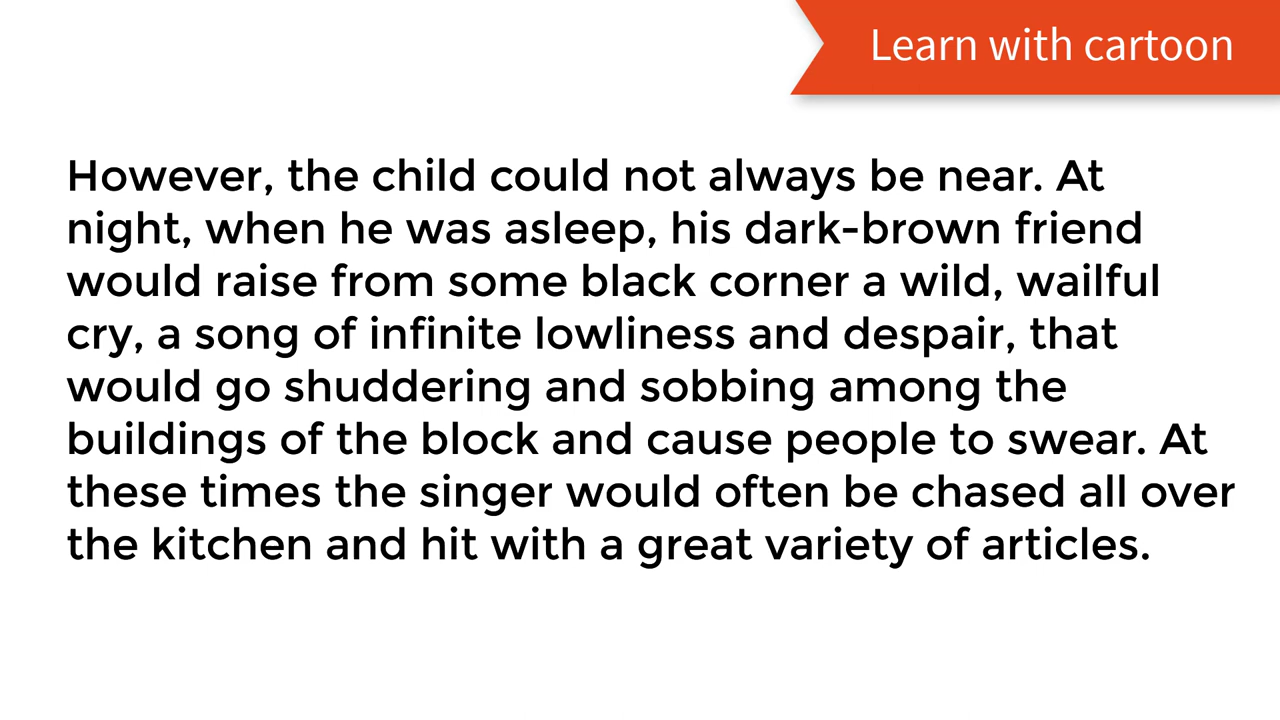 Learn with cartoon
However, the child could not always be near. At
night, when he was asleep, his dark-brown friend
would raise from some black corner a wild, wailful
cry, a song of infinite lowliness and despair, that
would go shuddering and sobbing among the
buildings of the block and cause people to swear. At
these times the singer would often be chased all over
the kitchen and hit with a great variety of articles.